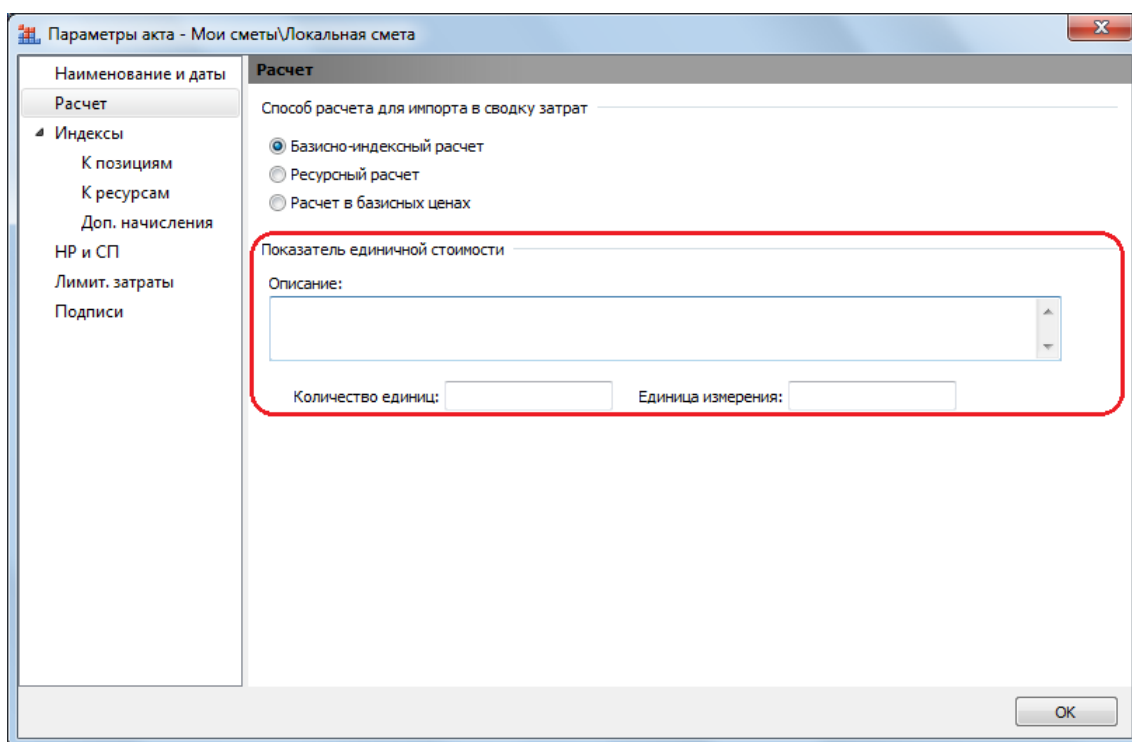 Параметры акта - Мои сметы\Локальная смета
Наименование и даты
Расчет
Индексы
К позициям
К ресурсам
Доп. начисления
НР и СП
Лимит. затраты
Подписи
Расчет
Способ расчета для импорта в сводку затрат
Базисно-индексный расчет
Ресурсный расчет
Расчет в базисных ценах
Показатель единичной стоимости
Описание:
Количество единиц: Единица измерения:
ОК